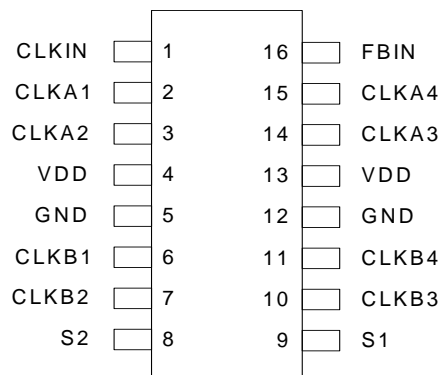 CLKIN 1 16 FBIN
CLKA1 2 15 CLKA4
CLKA2 3 14 CLKA3
VDD 4 13 VDD
GND 5 12 GND
CLKB1 6 11 CLKB4
CLKB2 7 10 CLKB3
S2 8 9 S1